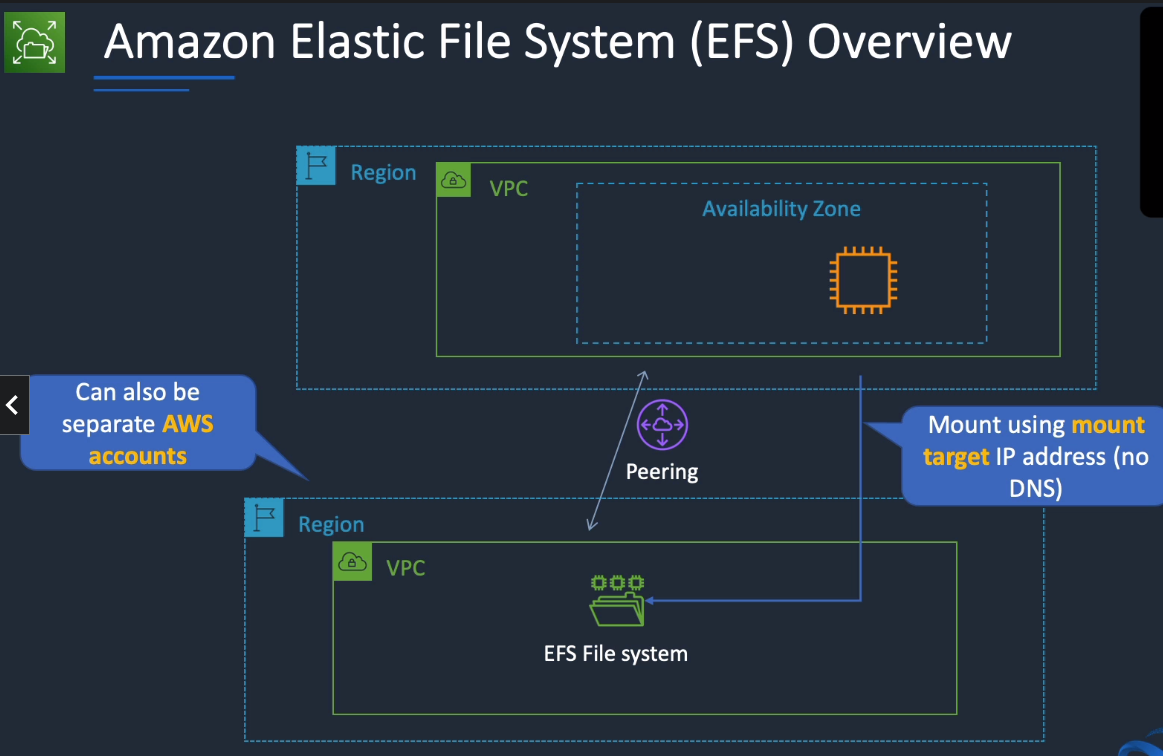 Amazon Elastic File System (EFS) Overview
Region
VPC
Availability Zone
Can also be
separate AWS
accounts
Peering
Mount using mount
target IP address (no
DNS)
Region
VPC
EFS File system